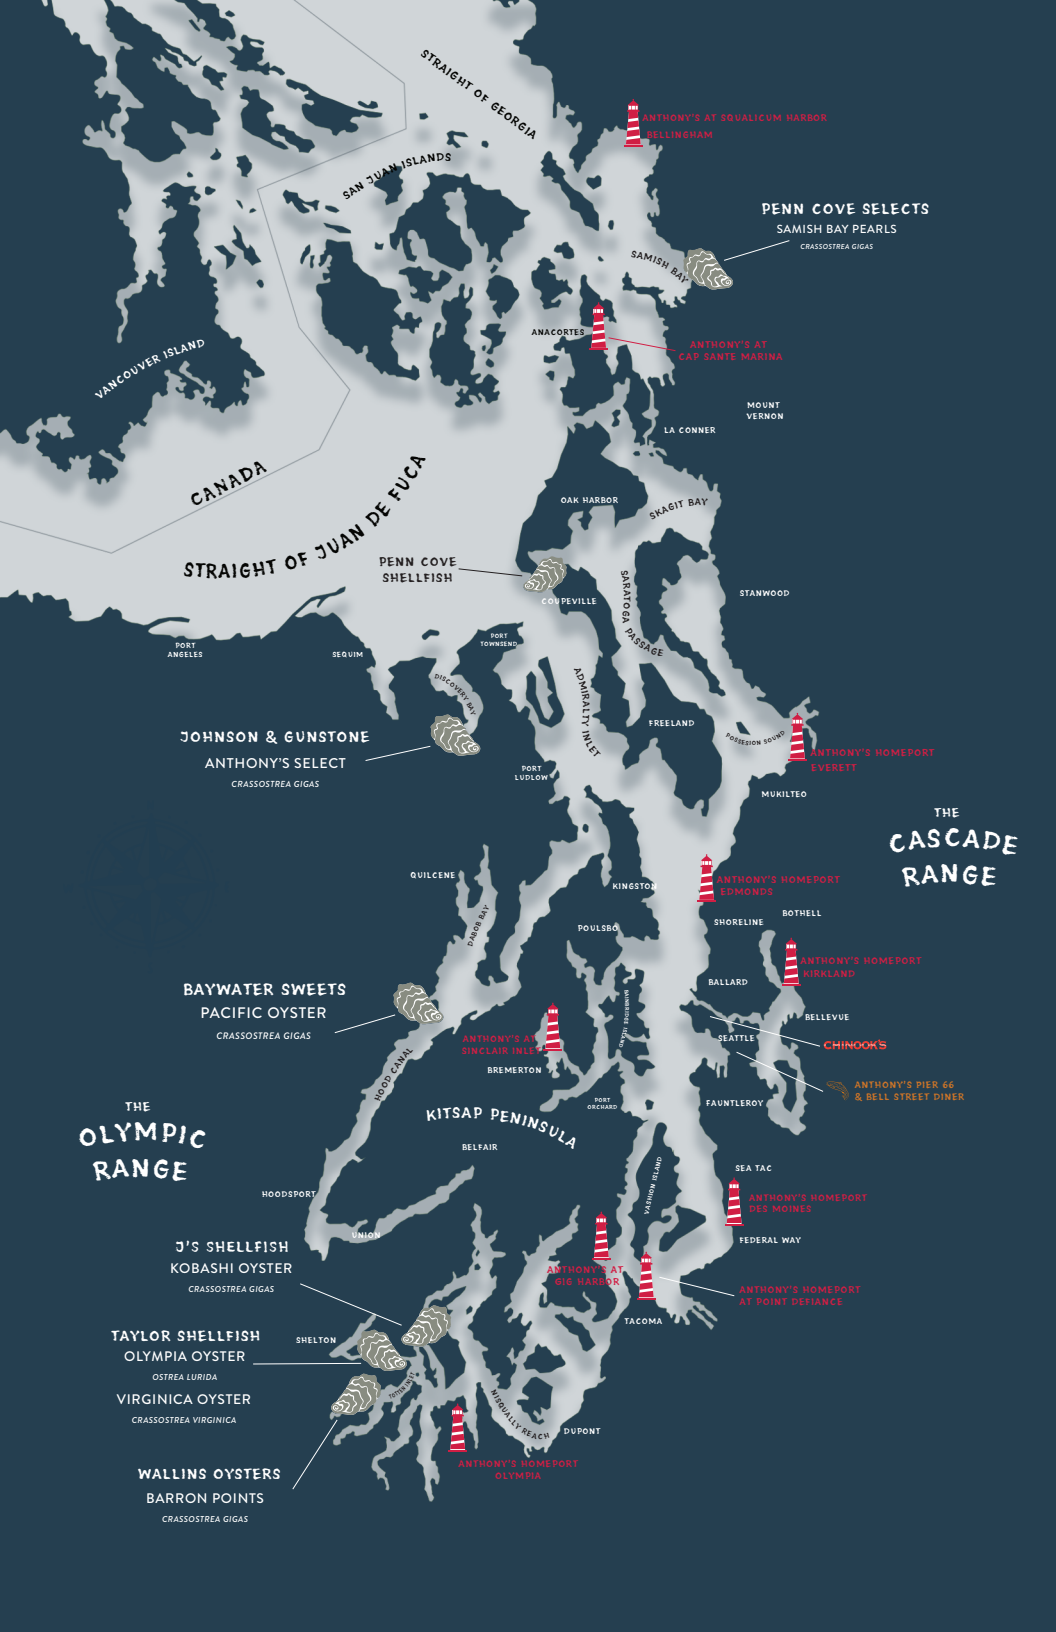 STRAIGHT OF GEORGIA
ANTHONY'S AT SQUALICUM HARBOR
BELLINGHAM
SAN JUAN ISLANDS
PENN COVE SELECTS
SAMISH BAY PEARLS
CRASSOSTREA GIGAS
SAMISH BAY
ANACORTES
ANTHONY'S AT
CAP SANTE MARINA
VANCOUVER ISLAND
MOUNT
VERNON
LA CONNER
CANADA
STRAIGHT OF JUAN DE FUCA
OAK HARBOR
SKAGIT BAY
PENN COVE
SHELLFISH
COUPEVILLE
SARATOGA PASSAGE
STANWOOD
PORT
ANGELES
SEQUIM
PORT
TOWNSEND
DISCOVERY BAY
ADMIRALTY INLET
FREELAND
POSSESION SOUND
JOHNSON & GUNSTONE
ANTHONY'S SELECT
CRASSOSTREA GIGAS
ANTHONY'S HOMEPORT
EVERETT
PORT
LUDLOW
MUKILTEO
THE
CASCADE
RANGE
QUILCENE
KINGSTON
ANTHONY'S HOMEPORT
EDMONDS
DABOB BAY
POULSBO
SHORELINE
BOTHELL
ANTHONY'S HOMEPORT
KIRKLAND
BALLARD
BAYWATER SWEETS
PACIFIC OYSTER
CRASSOSTREA GIGAS
BAINBRIDGE ISLAND
BELLEVUE
ANTHONY'S AT
SINCLAIR INLET
SEATTLE
CHINOOK'S
HOOD CANAL
BREMERTON
ANTHONY'S PIER 66
& BELL STREET DINER
PORT
ORCHARD
FAUNTLEROY
THE
OLYMPIC
RANGE
KITSAP PENINSULA
BELFAIR
SEA TAC
VASHION ISLAND
HOODSPORT
ANTHONY'S HOMEPORT
DES MOINES
UNION
FEDERAL WAY
J'S SHELLFISH
KOBASHI OYSTER
CRASSOSTREA GIGAS
ANTHONY'S AT
GIG HARBOR
ANTHONY'S HOMEPORT
AT POINT DEFIANCE
TACOMA
TAYLOR SHELLFISH
OLYMPIA OYSTER
OSTREA LURIDA
SHELTON
VIRGINICA OYSTER
CRASSOSTREA VIRGINICA
TOTTEN INLET
NISQUALLY REACH
DUPONT
ANTHONY'S HOMEPORT
OLYMPIA
WALLINS OYSTERS
BARRON POINTS
CRASSOSTREA GIGAS